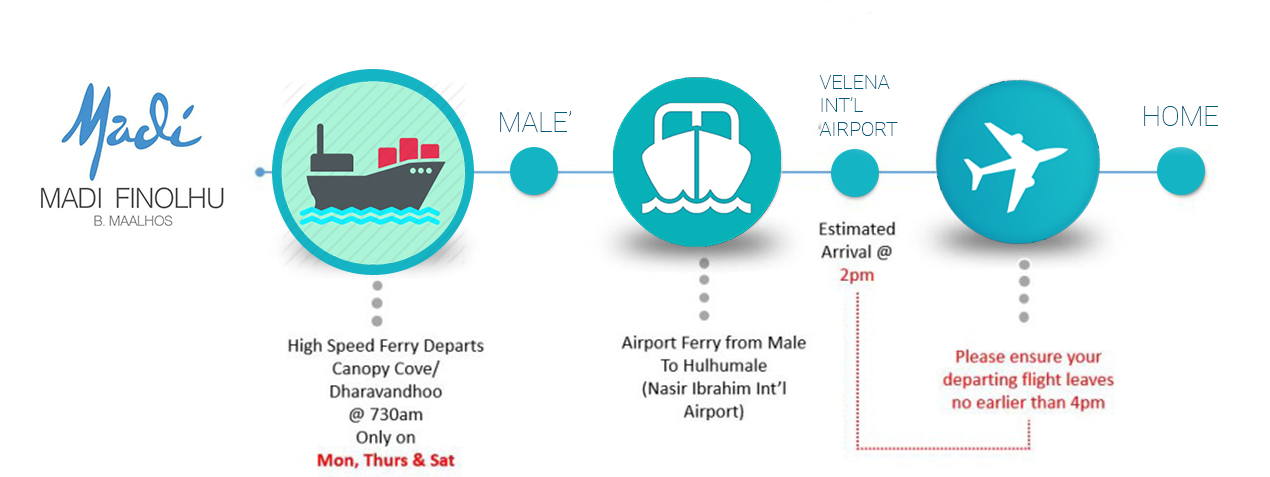 Madi
MADI FINOLHU
B. MAALHOS
High Speed Ferry Departs
Canopy Cove/
Dharavandhoo
@ 730am
Only on
Mon, Thurs & Sat
MALE'
Airport Ferry from Male
To Hulhumale
(Nasir Ibrahim Int'l
Airport)
VELENA
INT'L
'AIRPORT
Estimated
Arrival @
2pm
Please ensure your
departing flight leaves
no earlier than 4pm
HOME